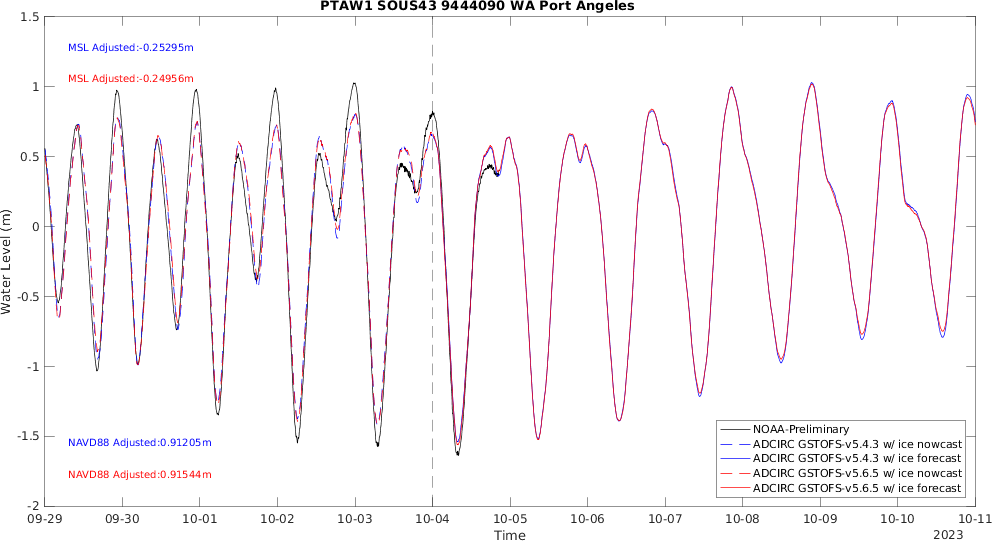 PTAW1 SOUS43 9444090 WA Port Angeles
1.5
MSL Adjusted:-0.25295m
1
MSL Adjusted:-0.24956m
0.5
0
Water Level (m)
-0.5
-1
-1.5
NAVD88 Adjusted:0.91205m
NAVD88 Adjusted:0.91544m
-2
NOAA-Preliminary
ADCIRC GSTOFS-v5.4.3 w/ ice nowcast
ADCIRC GSTOFS-v5.4.3 w/ ice forecast
ADCIRC GSTOFS-v5.6.5 w/ ice nowcast
ADCIRC GSTOFS-v5.6.5 w/ ice forecast
09-29 09-30 10-01 10-02 10-03 10-04 10-05 10-06 10-07 10-08 10-09 10-10 10-11
Time
2023